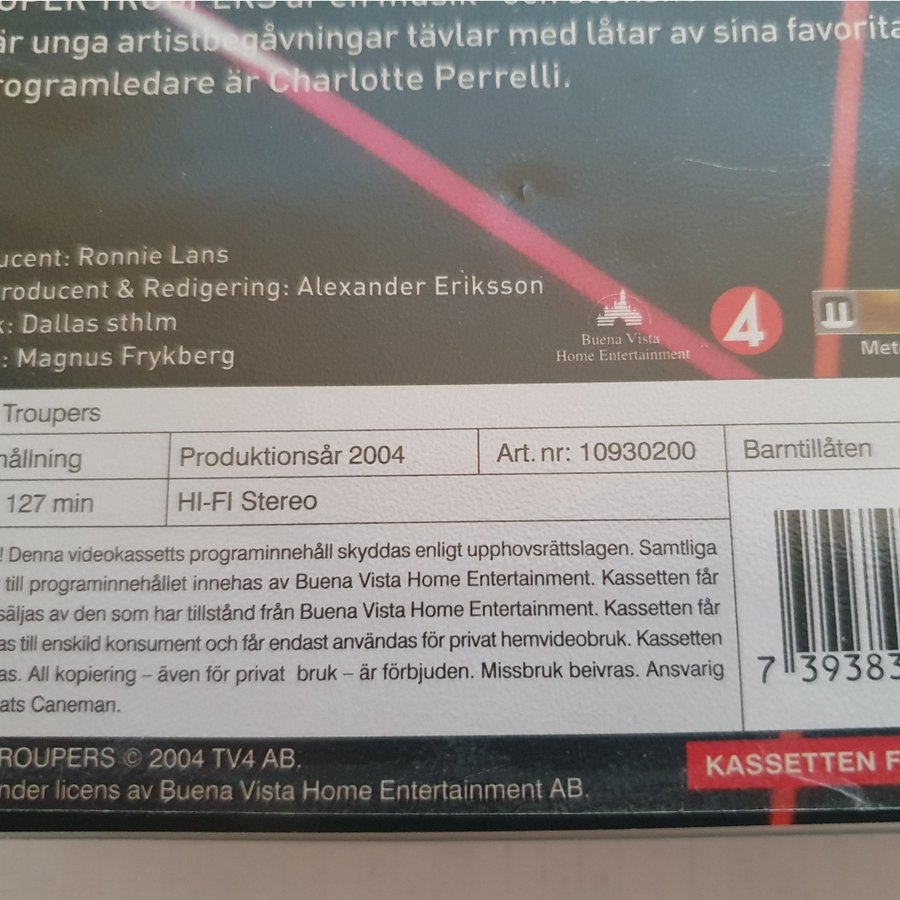 UPER TROUPERS är en musik- och
är unga artistbegåvningar tävlar med låtar av sina favorita
rogramledare är Charlotte Perrelli.
ucent: Ronnie Lans
roducent & Redigering: Alexander Eriksson
k: Dallas sthlm
: Magnus Frykberg
Buena Vista
Home Entertainment
4
m
Met
Troupers
hållning
Produktionsår 2004
Art. nr: 10930200
Barntillåten
127 min
HI-FI Stereo
! Denna videokassetts programinnehåll skyddas enligt upphovsrättslagen. Samtliga
till programinnehållet innehas av Buena Vista Home Entertainment. Kassetten får
säljas av den som har tillstånd från Buena Vista Home Entertainment. Kassetten får
as till enskild konsument och får endast användas för privat hemvideobruk. Kassetten
as. All kopiering – även för privat bruk – är förbjuden. Missbruk beivras. Ansvarig
ats Caneman.
7 39383
ROUPERS © 2004 TV4 AB,
nder licens av Buena Vista Home Entertainment AB.
KASSETTEN F